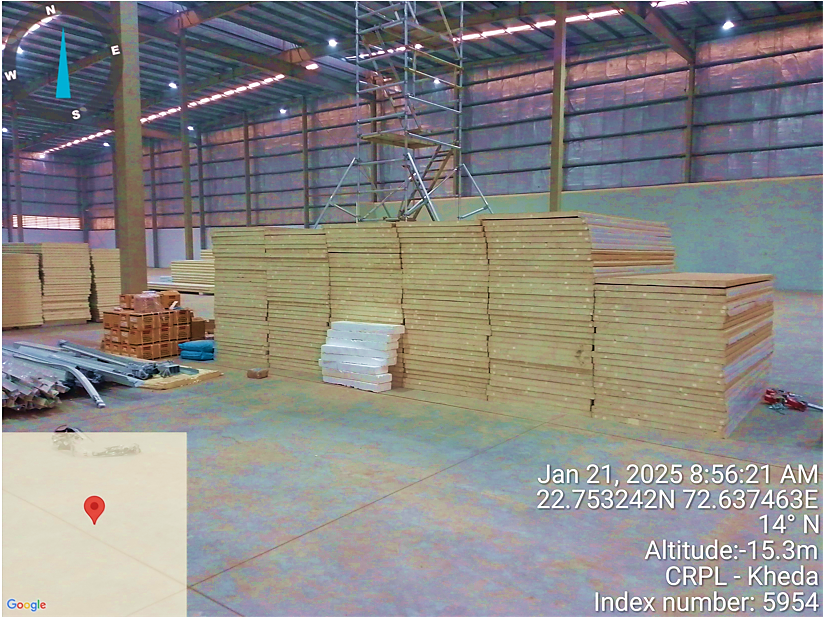 N
E
W
S
Jan 21, 2025 8:56:21 AM
22.753242N 72.637463E
14° N
Altitude:-15.3m
CRPL - Kheda
Index number: 5954
Google